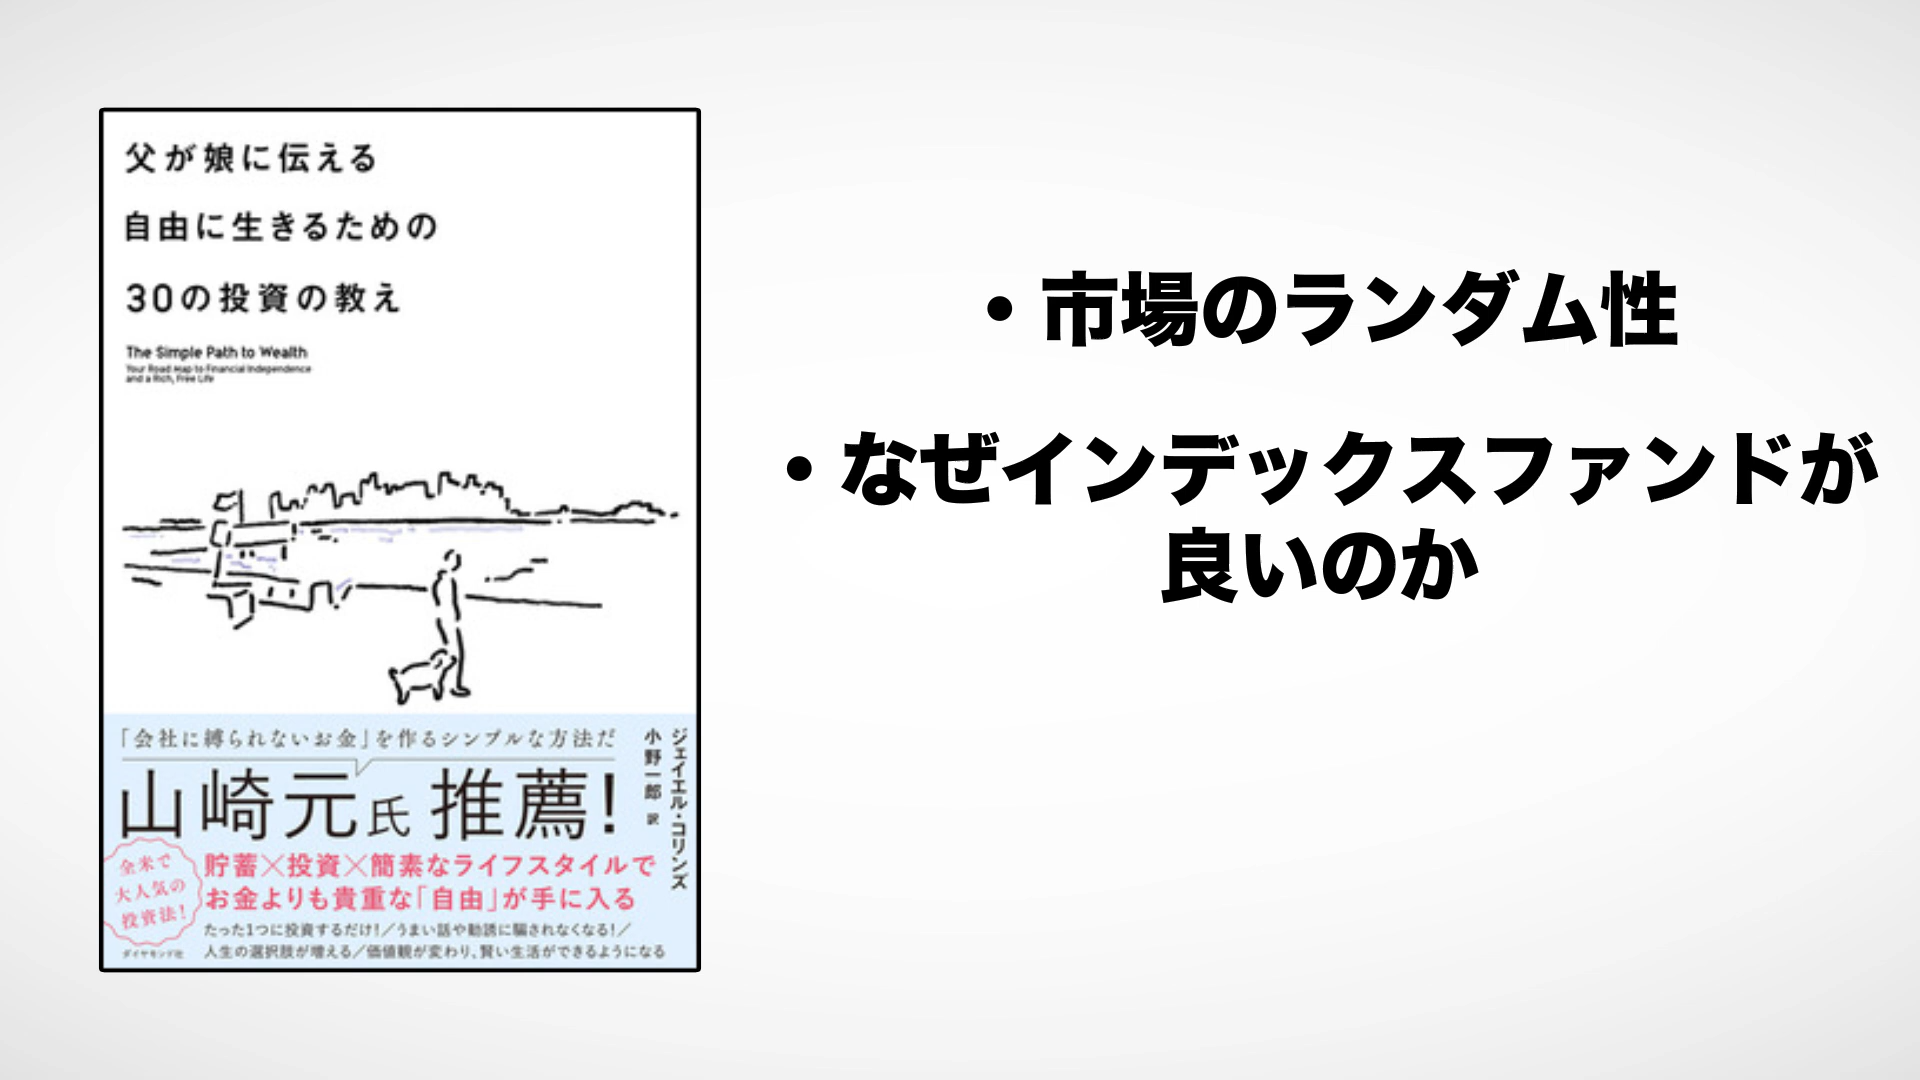 父が娘に伝える
自由に生きるための
30の投資の教え
The Simple Path to Wealth
Your Road Map to Financial Independence
and a Rich, Free Life
「会社に縛られないお金」を作るシンプルな方法だ
山崎元氏 推薦!
全米で
大人気の
投資法!
貯蓄×投資×簡素なライフスタイルで
お金よりも貴重な「自由」が手に入る
たった1つに投資するだけ!/うまい話や勧誘に騙されなくなる!/
人生の選択肢が増える/価値観が変わり、賢い生活ができるようになる
ダイヤモンド社
ジェイエル・コリンズ
小野一郎 訳
・市場のランダム性
・なぜインデックスファンドが
良いのか